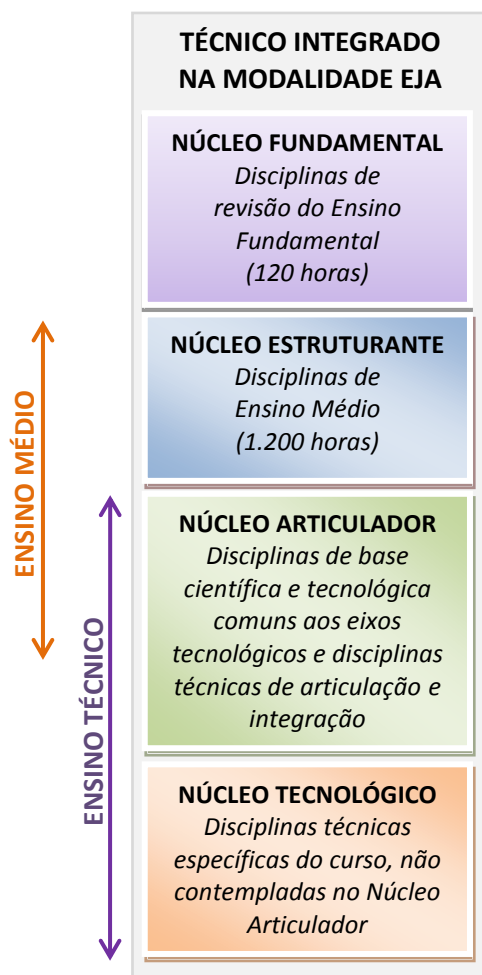 TÉCNICO INTEGRADO
NA MODALIDADE EJA
NÚCLEO FUNDAMENTAL
Disciplinas de
revisão do Ensino
Fundamental
(120 horas)
NÚCLEO ESTRUTURANTE
Disciplinas de
Ensino Médio
(1.200 horas)
NÚCLEO ARTICULADOR
Disciplinas de base
científica e tecnológica
comuns aos eixos
tecnológicos e disciplinas
técnicas de articulação e
integração
NÚCLEO TECNOLÓGICO
Disciplinas técnicas
específicas do curso, não
contempladas no Núcleo
Articulador
ENSINO MÉDIO
ENSINO TÉCNICO